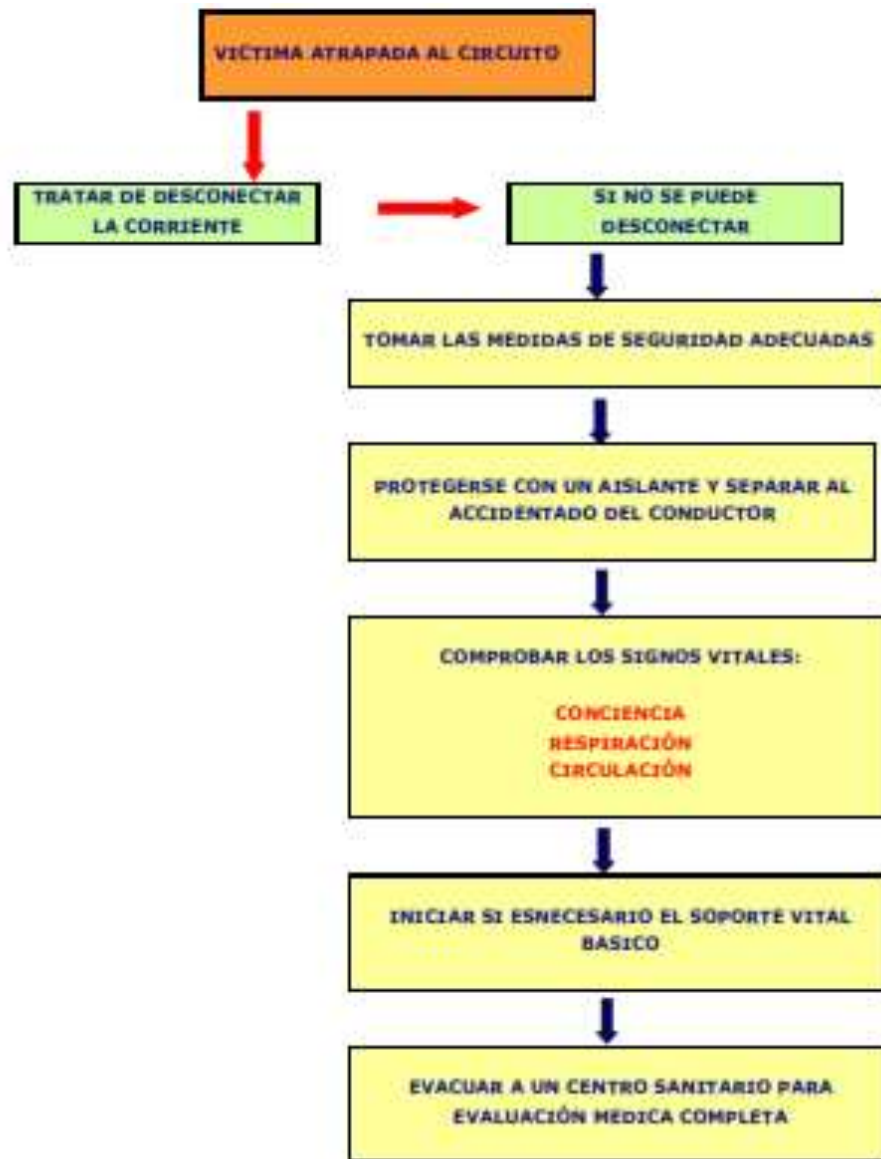 VICTIMA ATRAPADA AL CIRCUITO
TRATAR DE DESCONECTAR
LA CORRIENTE
SI NO SE PUEDE
DESCONECTAR
TOMAR LAS MEDIDAS DE SEGURIDAD ADECUADAS
PROTEGERSE CON UN AISLANTE Y SEPARAR AL
ACCIDENTADO DEL CONDUCTOR
COMPROBAR LOS SIGNOS VITALES:
CONCIENCIA
RESPIRACIÓN
CIRCULACIÓN
INICIAR SI ESNECESARIO EL SOPORTE VITAL
BASICO
EVACUAR A UN CENTRO SANITARIO PARA
EVALUACIÓN MEDICA COMPLETA